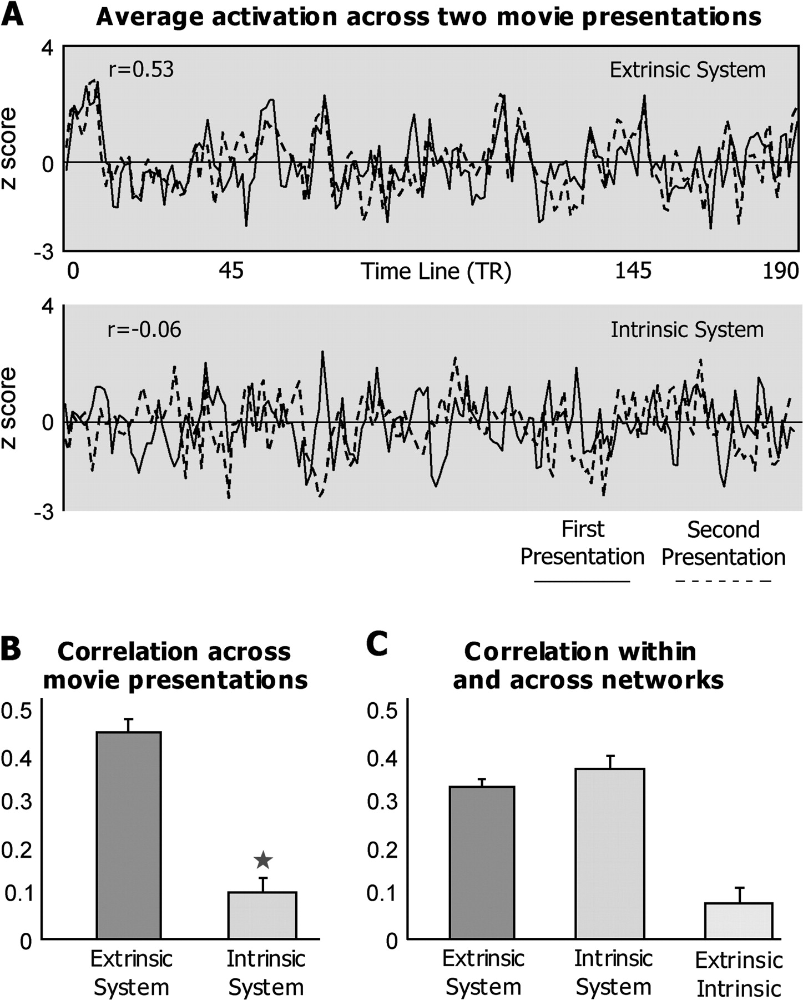 A
Average activation across two movie presentations
4
r=0.53
Extrinsic System
z score
0
-3
0 45 Time Line (TR) 145 190
4
r=-0.06
Intrinsic System
z score
0
-3
First
Presentation
Second
Presentation
B
Correlation across
movie presentations
0.5
0.4
0.3
0.2
0.1
0
Extrinsic
System
Intrinsic
System
C
Correlation within
and across networks
0.5
0.4
0.3
0.2
0.1
0
Extrinsic
System
Intrinsic
System
Extrinsic
Intrinsic